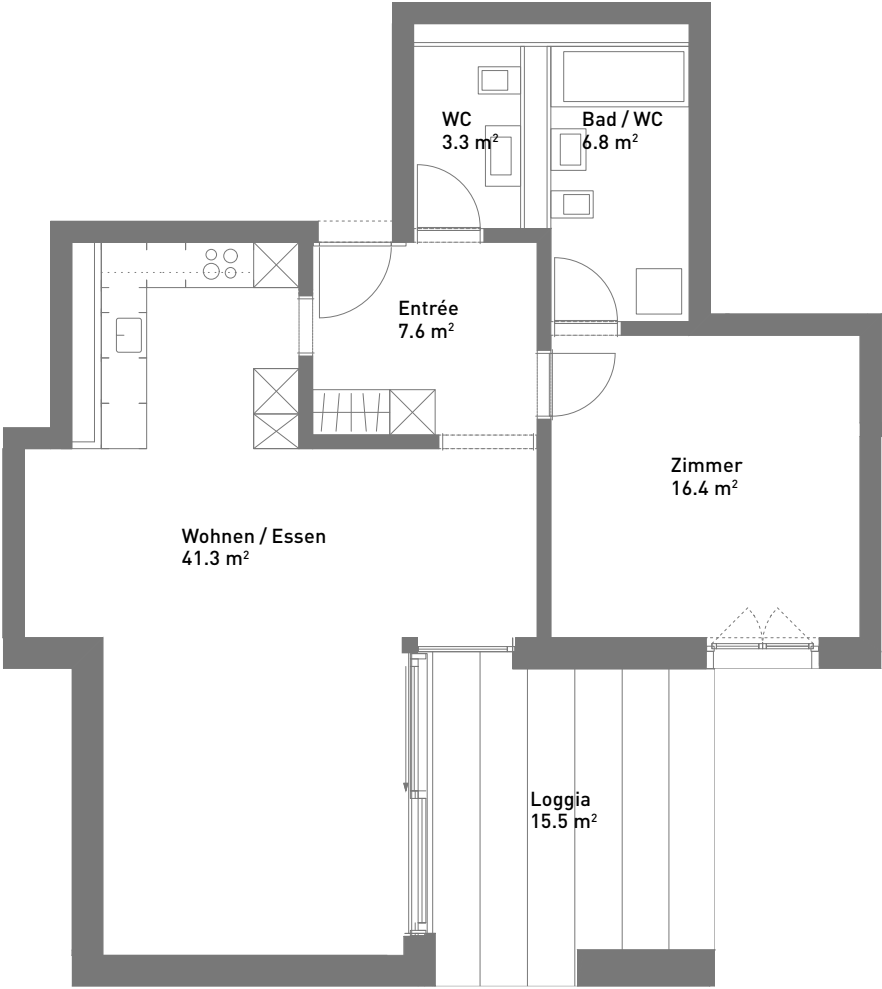 WC
3.3 m²
Bad / WC
6.8 m²
Entrée
7.6 m²
Zimmer
16.4 m²
Wohnen / Essen
41.3 m²
Loggia
15.5 m²